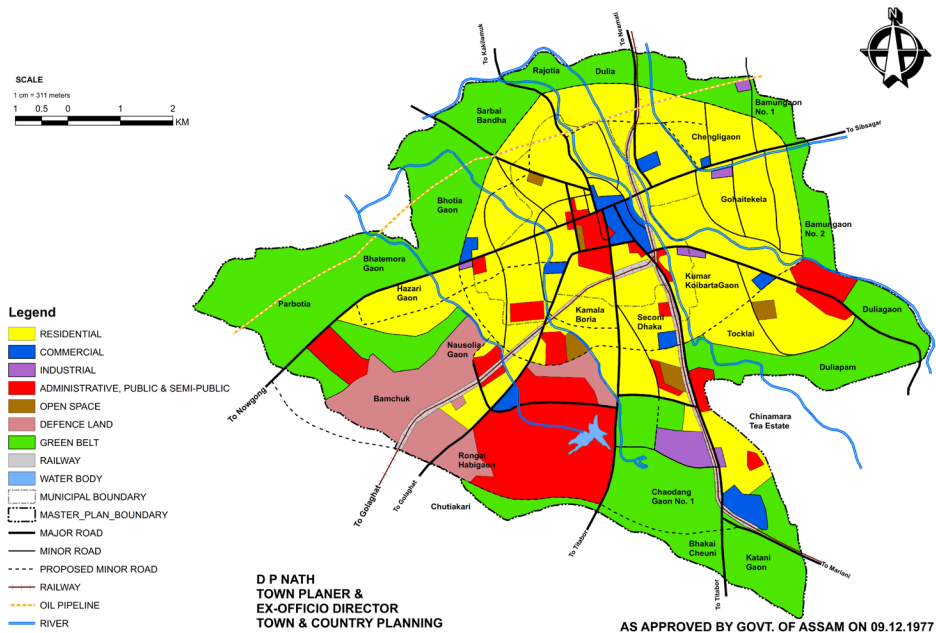 N
SCALE
1 cm = 311 meters
1 0.5 0 1 2
KM
To Kakilamuk
To Neamati
Rajotia
Dulia
Sarbai
Bandha
Bamungaon
No. 1
Chengligaon
To Sibsagar
Bhotia
Gaon
Gohaitekela
Bamungaon
No. 2
Bhatemora
Gaon
Kumar
KoibartaGaon
Hazari
Gaon
Parbotia
Kamala
Boria
Seconi
Dhaka
Duliagaon
Tocklai
Nausolia
Gaon
Duliapam
To Nowgong
Bamchuk
Chinamara
Tea Estate
Rongai
Habigaon
To Golaghat
To Golaghat
Chutiakari
Chaodang
Gaon No. 1
To Titabor
Bhakai
Cheuni
Katani
Gaon
To Mariani
To Titabor
Legend
RESIDENTIAL
COMMERCIAL
INDUSTRIAL
ADMINISTRATIVE, PUBLIC & SEMI-PUBLIC
OPEN SPACE
DEFENCE LAND
GREEN BELT
RAILWAY
WATER BODY
MUNICIPAL BOUNDARY
MASTER_PLAN_BOUNDARY
MAJOR ROAD
MINOR ROAD
PROPOSED MINOR ROAD
RAILWAY
OIL PIPELINE
RIVER
D P NATH
TOWN PLANER &
EX-OFFICIO DIRECTOR
TOWN & COUNTRY PLANNING
AS APPROVED BY GOVT. OF ASSAM ON 09.12.1977